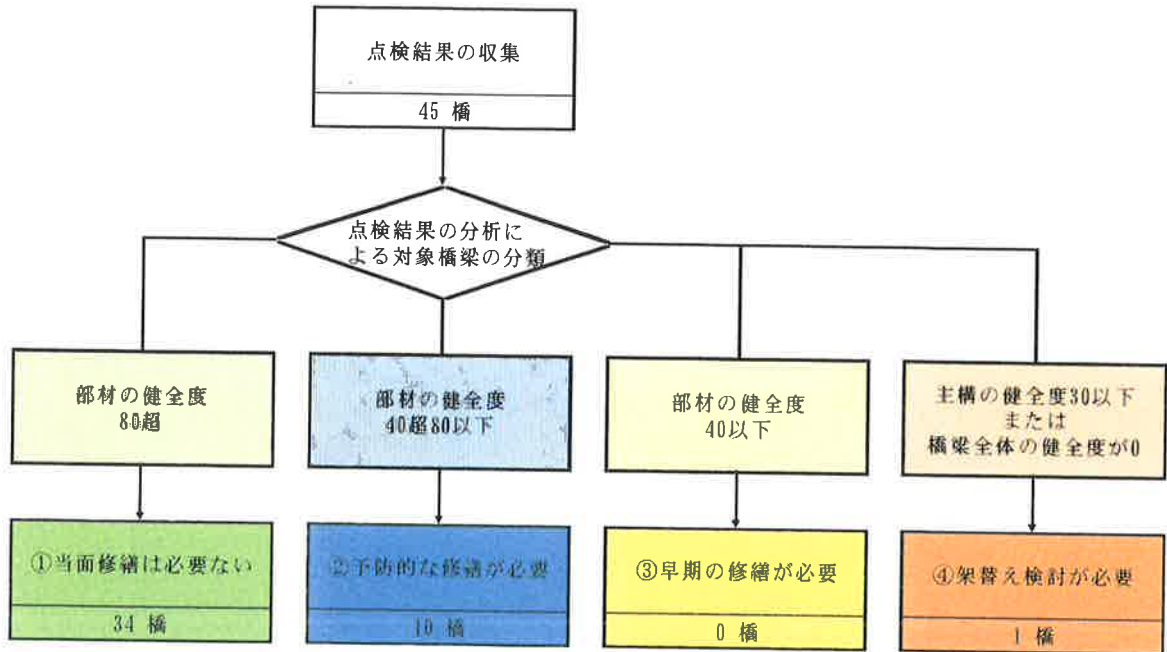 点検結果の収集
45 橋
点検結果の分析に
よる対象橋梁の分類
部材の健全度
80超
部材の健全度
40超80以下
部材の健全度
40以下
主構の健全度30以下
または
橋梁全体の健全度が0
①当面修繕は必要ない
34 橋
②予防的な修繕が必要
10 橋
③早期の修繕が必要
0 橋
④架替え検討が必要
1 橋